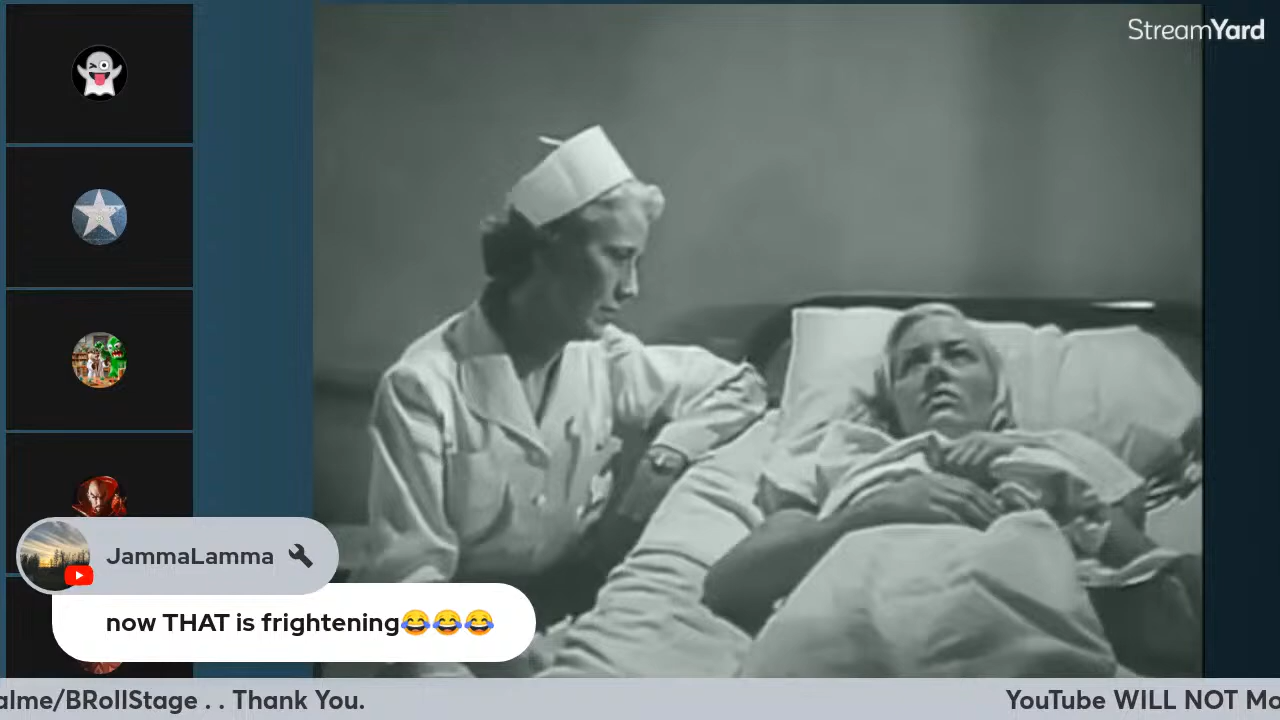 StreamYard
JammaLamma
now THAT is frightening😂😂😂
alme/BRollStage . . Thank You.
YouTube WILL NOT Mo